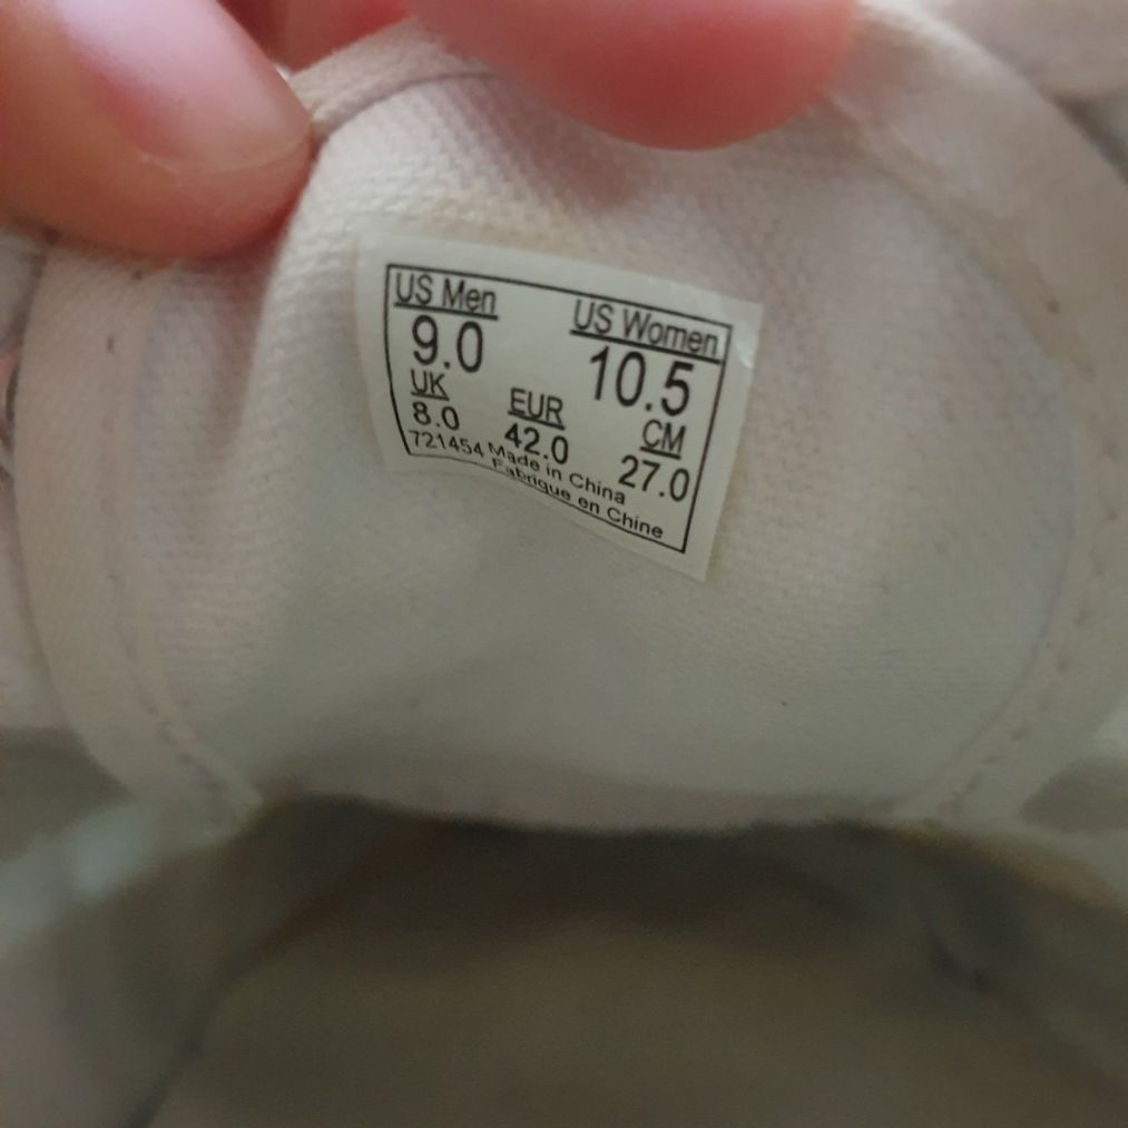 US Men US Women
9.0 10.5
UK EUR CM
8.0 42.0 27.0
721454 Made in China
Fabrique en Chine